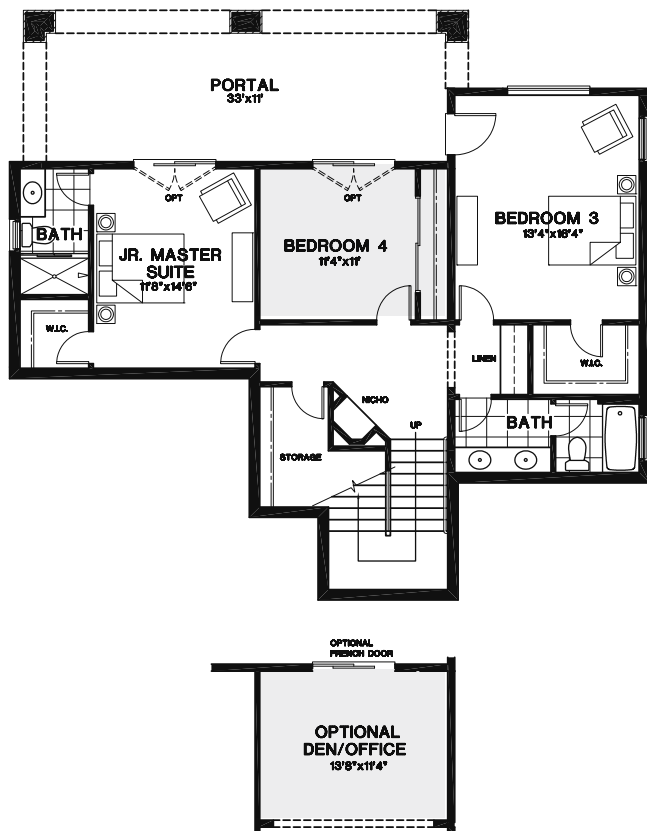 PORTAL
33'x11'
OPT
OPT
BATH
JR. MASTER
SUITE
11'8"x14'6"
BEDROOM 4
11'4"x11'
BEDROOM 3
13'4"x16'4"
W.I.C.
LINEN
W.I.C.
NICHO
UP
BATH
STORAGE
OPTIONAL
FRENCH DOOR
OPTIONAL
DEN/OFFICE
13'8"x11'4"